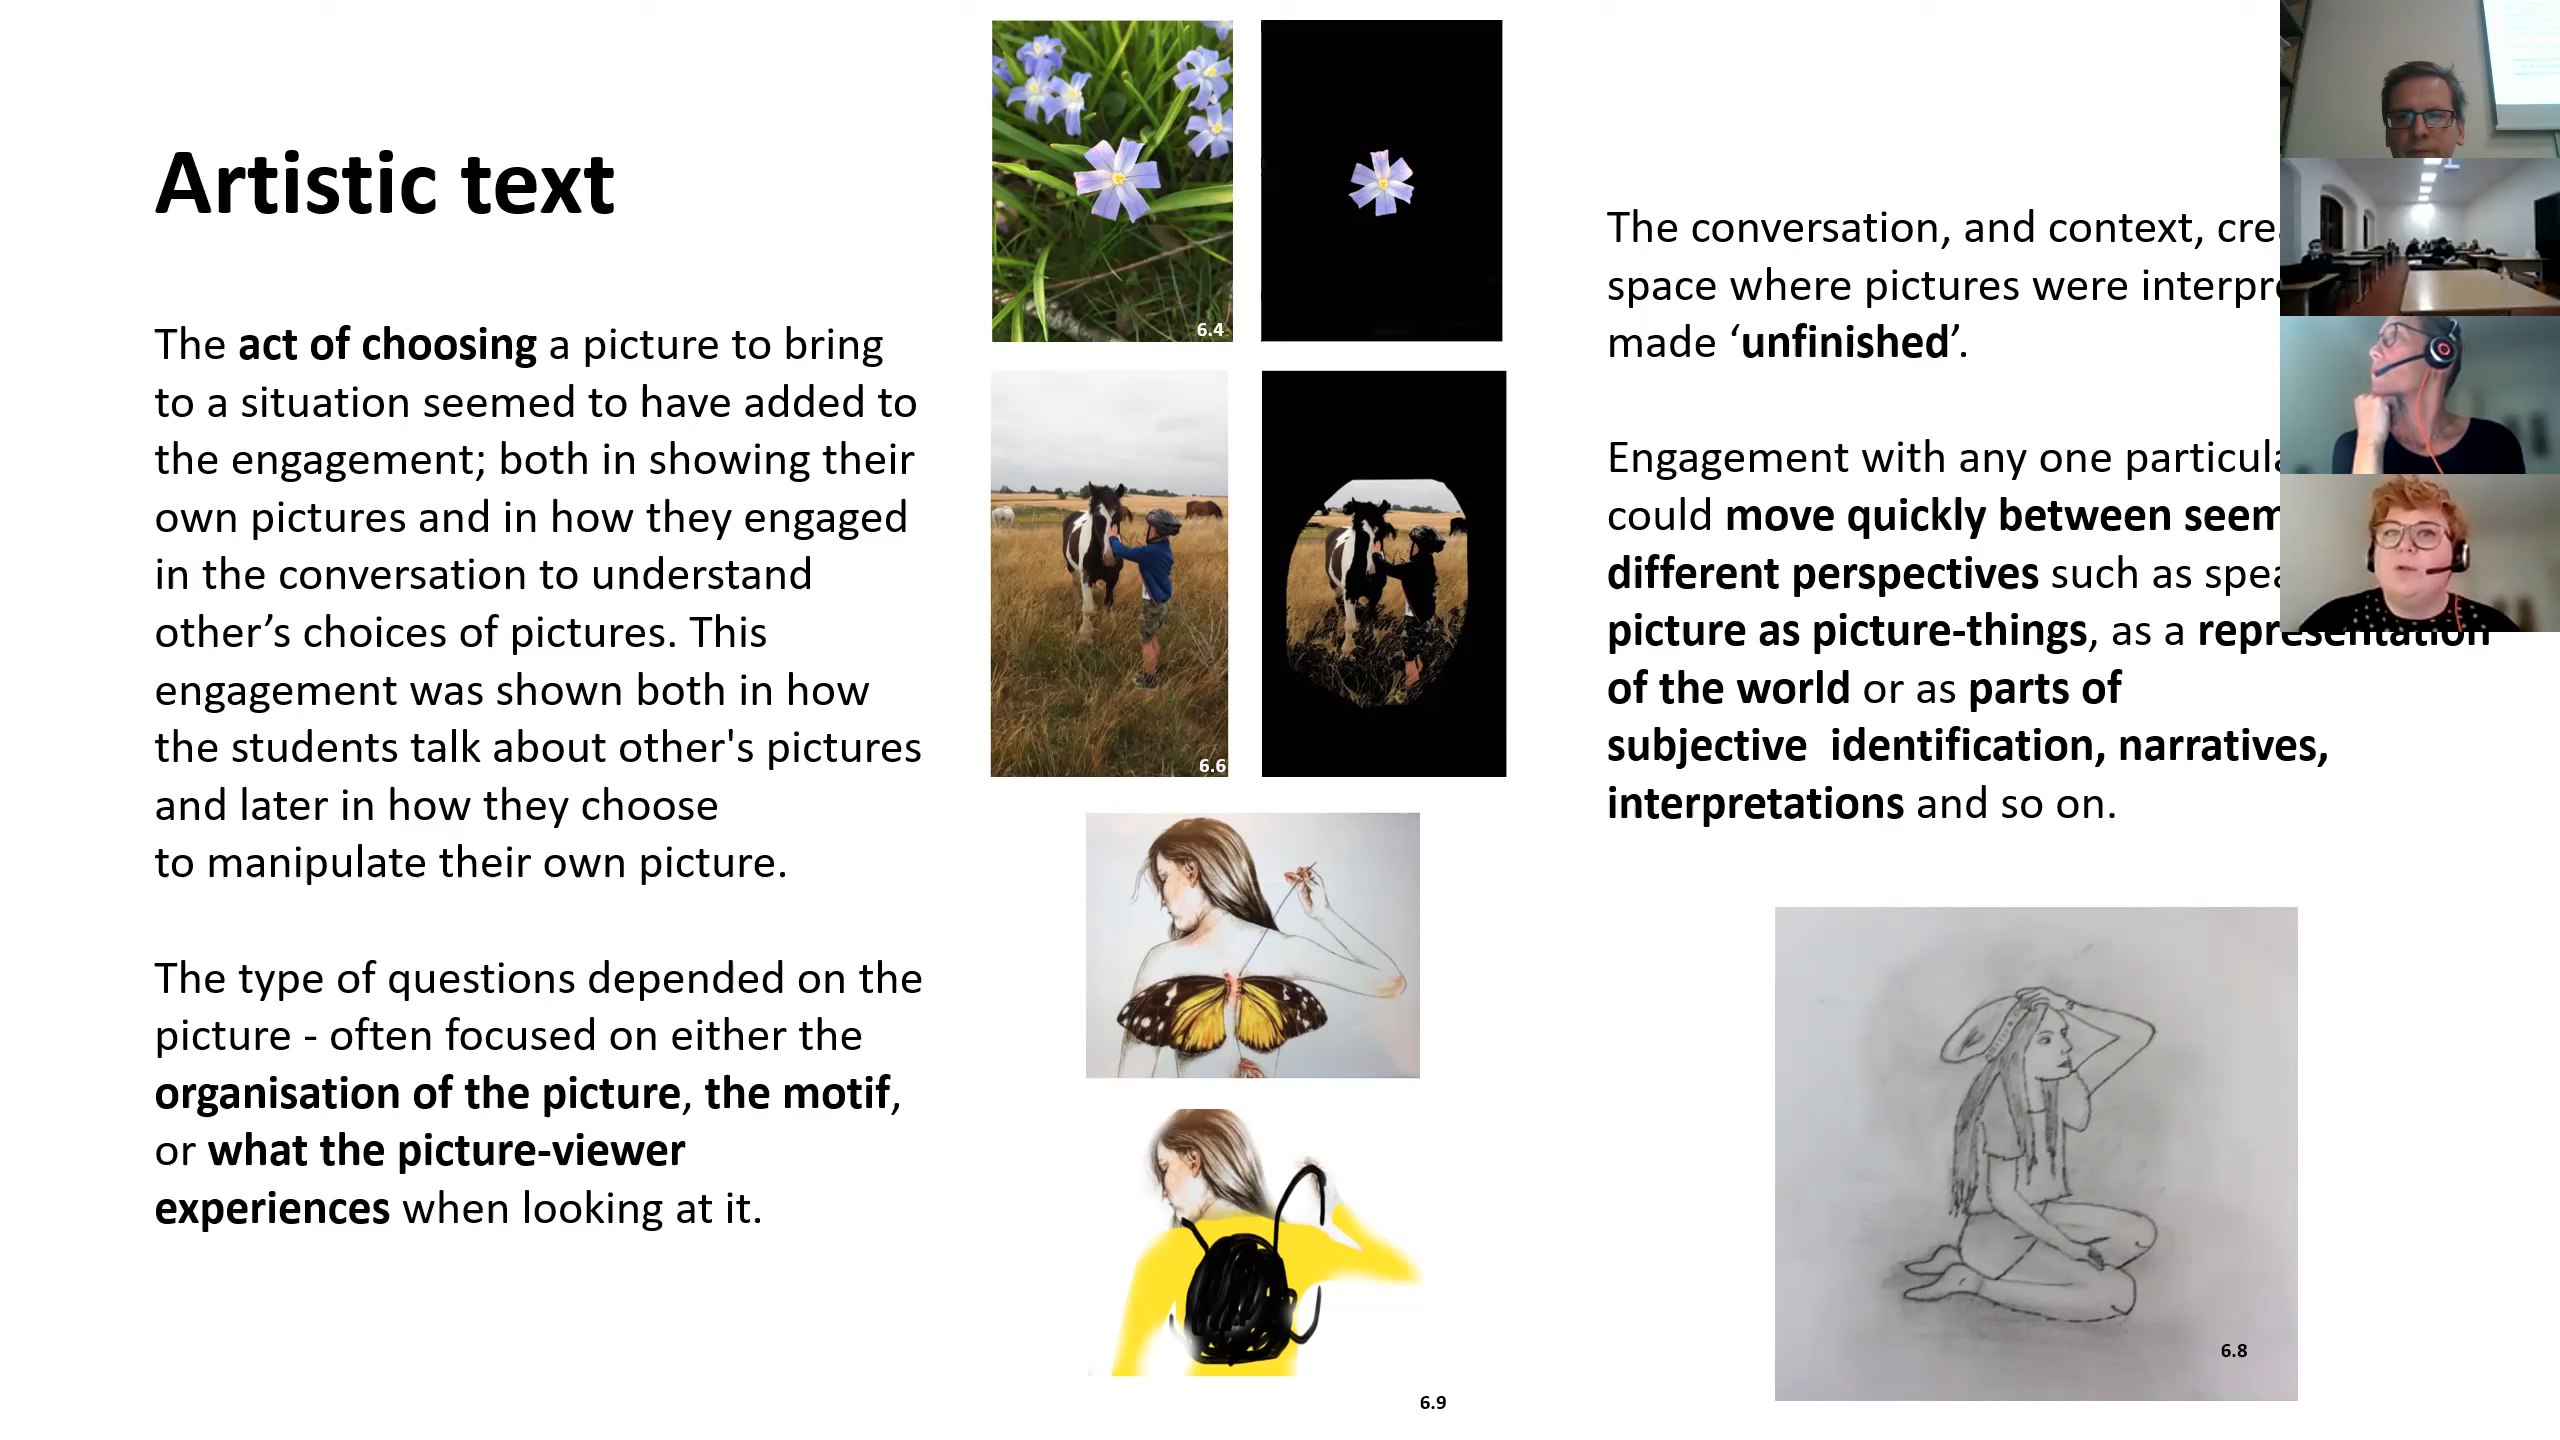 Artistic text
The act of choosing a picture to bring
to a situation seemed to have added to
the engagement; both in showing their
own pictures and in how they engaged
in the conversation to understand
other’s choices of pictures. This
engagement was shown both in how
the students talk about other's pictures
and later in how they choose
to manipulate their own picture.
The type of questions depended on the
picture - often focused on either the
organisation of the picture, the motif,
or what the picture-viewer
experiences when looking at it.
6.4
6.6
6.9
The conversation, and context,
space where pictures were
made ‘unfinished’.
Engagement with any one
could move quickly between
different perspectives such as
picture as picture-things, as a representation
of the world or as parts of
subjective  identification, narratives,
interpretations and so on.
6.8